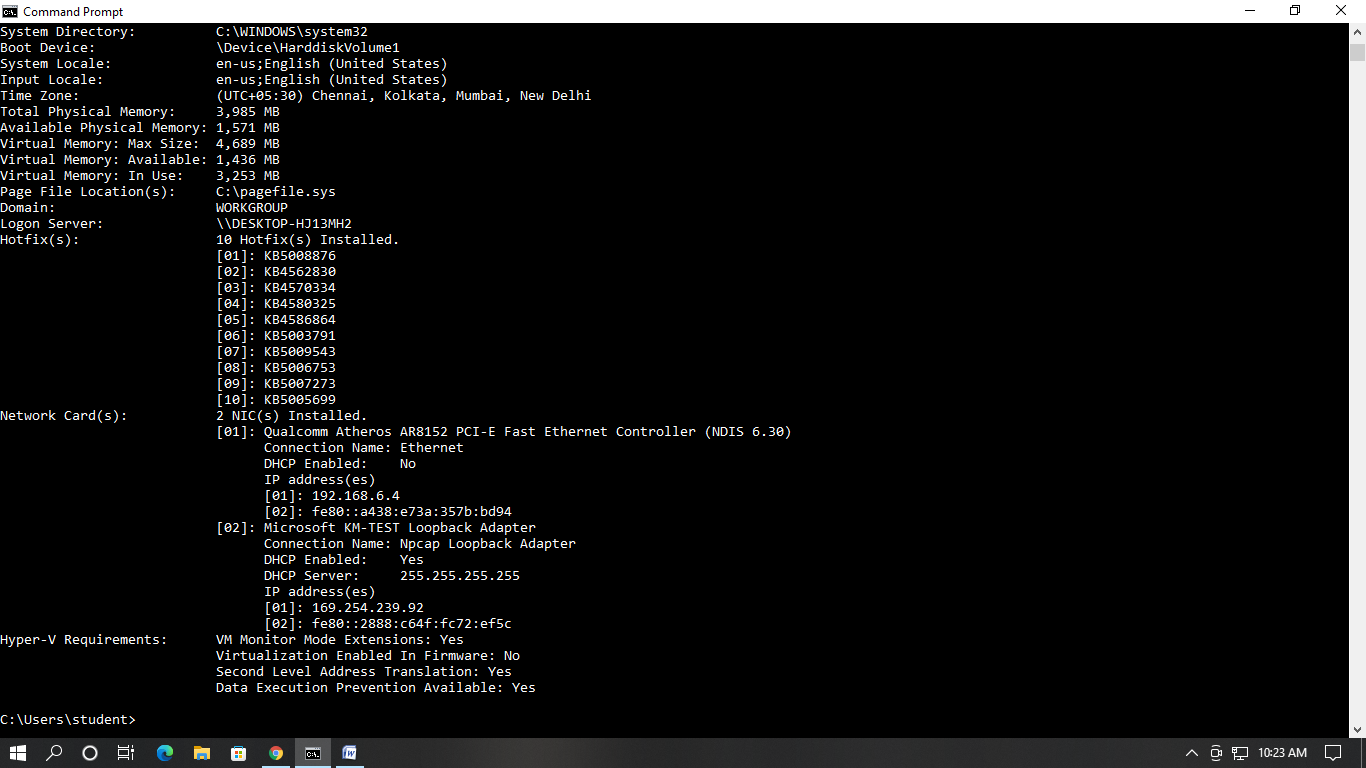 Command Prompt
System Directory:          C:\WINDOWS\system32
Boot Device:               \Device\HarddiskVolume1
System Locale:             en-us;English (United States)
Input Locale:              en-us;English (United States)
Time Zone:                 (UTC+05:30) Chennai, Kolkata, Mumbai, New Delhi
Total Physical Memory:     3,985 MB
Available Physical Memory: 1,571 MB
Virtual Memory: Max Size:  4,689 MB
Virtual Memory: Available: 1,436 MB
Virtual Memory: In Use:    3,253 MB
Page File Location(s):     C:\pagefile.sys
Domain:                    WORKGROUP
Logon Server:              \\DESKTOP-HJ13MH2
Hotfix(s):                 10 Hotfix(s) Installed.
                           [01]: KB5008876
                           [02]: KB4562830
                           [03]: KB4570334
                           [04]: KB4580325
                           [05]: KB4586864
                           [06]: KB5003791
                           [07]: KB5009543
                           [08]: KB5006753
                           [09]: KB5007273
                           [10]: KB5005699
Network Card(s):           2 NIC(s) Installed.
                           [01]: Qualcomm Atheros AR8152 PCI-E Fast Ethernet Controller (NDIS 6.30)
                                 Connection Name: Ethernet
                                 DHCP Enabled:    No
                                 IP address(es)
                                 [01]: 192.168.6.4
                                 [02]: fe80::a438:e73a:357b:bd94
                           [02]: Microsoft KM-TEST Loopback Adapter
                                 Connection Name: Npcap Loopback Adapter
                                 DHCP Enabled:    Yes
                                 DHCP Server:     255.255.255.255
                                 IP address(es)
                                 [01]: 169.254.239.92
                                 [02]: fe80::2888:c64f:fc72:ef5c
Hyper-V Requirements:      VM Monitor Mode Extensions: Yes
                           Virtualization Enabled In Firmware: No
                           Second Level Address Translation: Yes
                           Data Execution Prevention Available: Yes
C:\Users\student>
10:23 AM